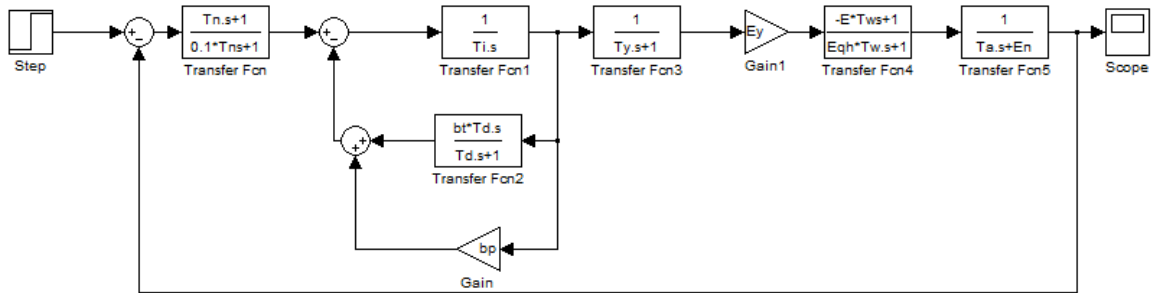 Step
Tn.s+1
0.1*Tns+1
Transfer Fcn
1
Ti.s
Transfer Fcn1
1
Ty.s+1
Transfer Fcn3
Ey
Gain1
-E*Tws+1
Eqh*Tw.s+1
Transfer Fcn4
1
Ta.s+En
Transfer Fcn5
Scope
bt*Td.s
Td.s+1
Transfer Fcn2
bp
Gain